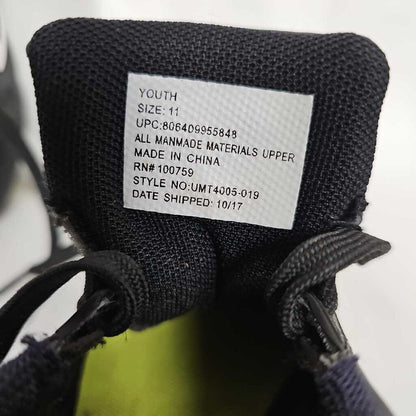 YOUTH
SIZE: 11
UPC:806409955848
ALL MANMADE MATERIALS UPPER
MADE IN CHINA
RN# 100759
STYLE NO:UMT4005-019
DATE SHIPPED: 10/17